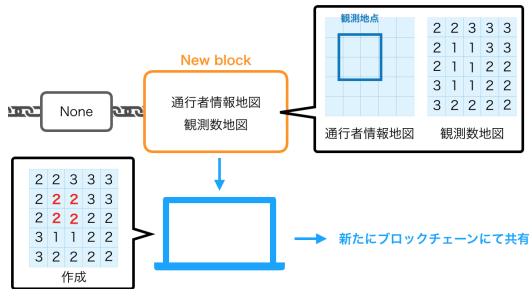 観測地点
2 2 3 3 3
2 1 1 3 3
2 1 1 2 2
3 1 1 2 2
3 2 2 2 2
通行者情報地図
観測数地図
New block
None
通行者情報地図
観測数地図
2 2 3 3 3
2 2 2 3 3
2 2 2 2 2
3 1 1 2 2
3 2 2 2 2
作成
新たにブロックチェーンにて共有